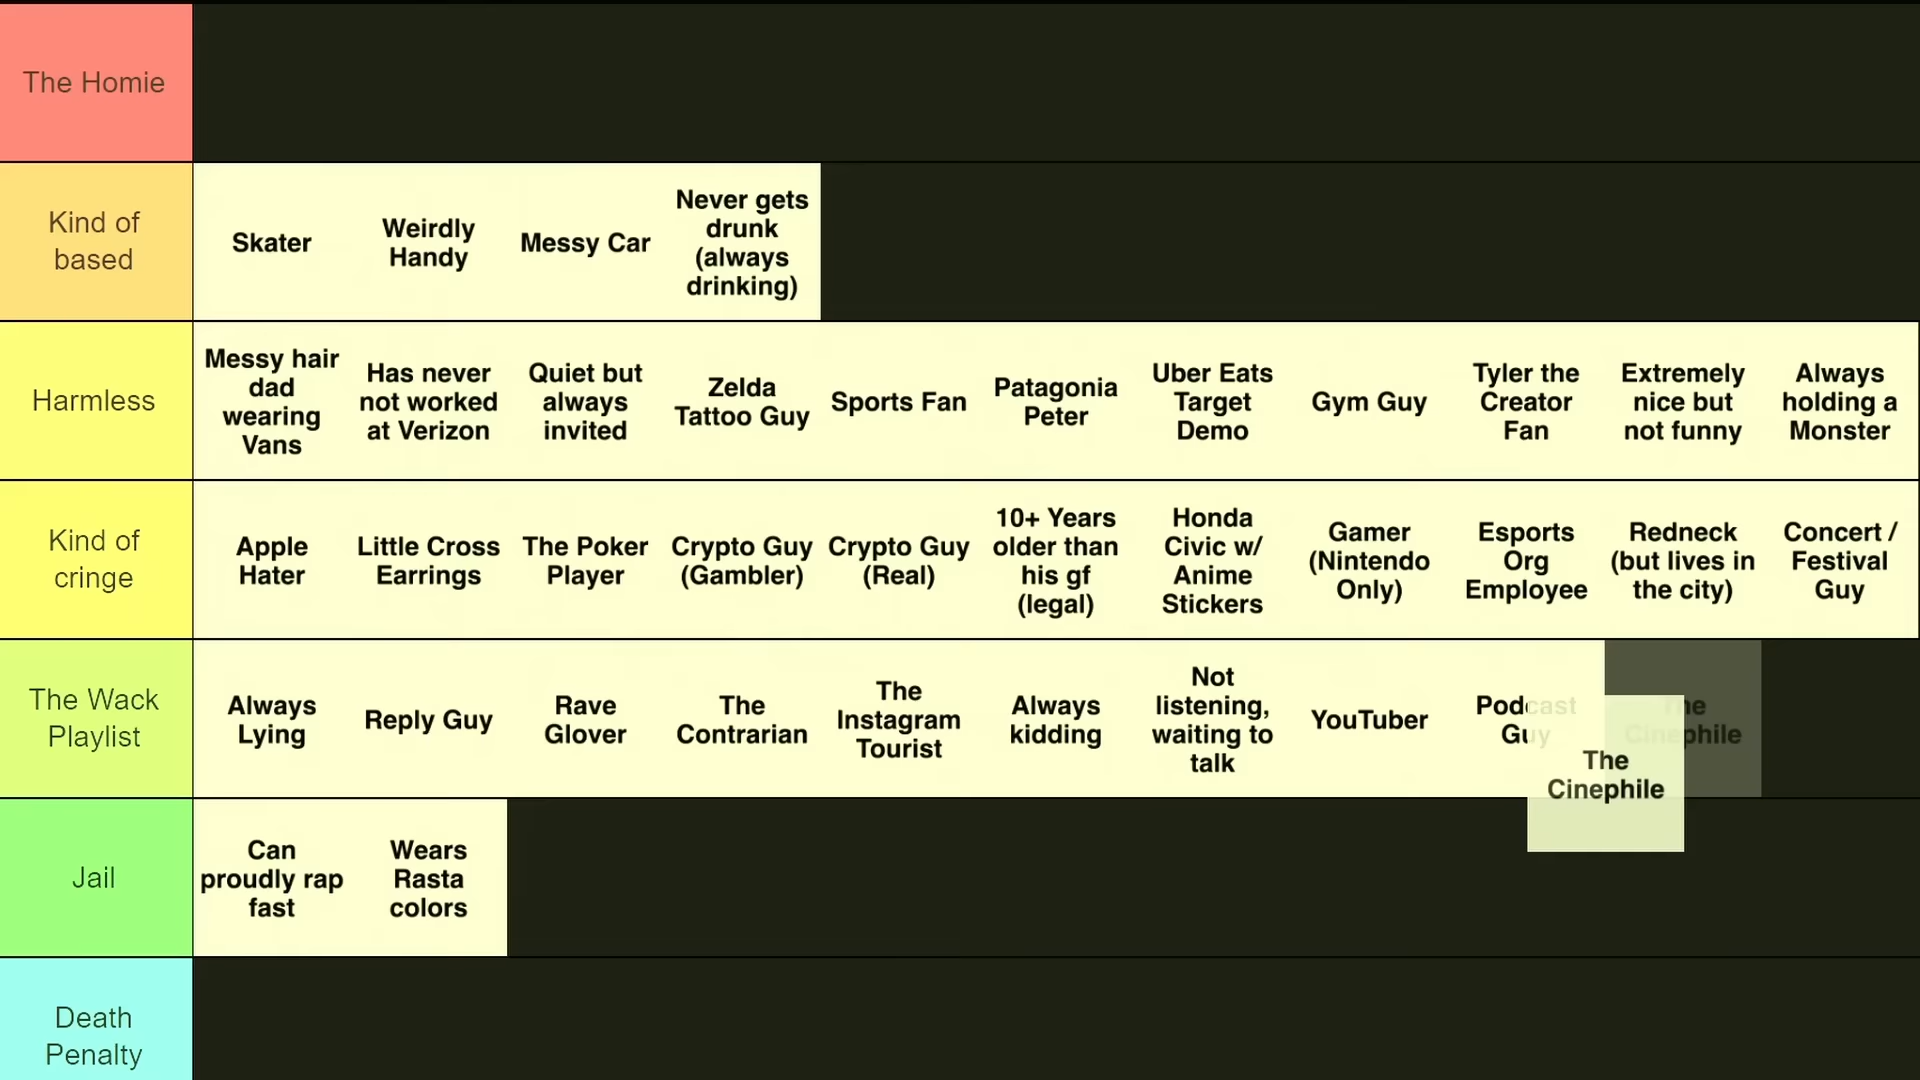 The Homie
Kind of
based
Skater
Weirdly
Handy
Messy Car
Never gets
drunk
(always
drinking)
Harmless
Messy hair
dad
wearing
Vans
Has never
not worked
at Verizon
Quiet but
always
invited
Zelda
Tattoo Guy
Sports Fan
Patagonia
Peter
Uber Eats
Target
Demo
Gym Guy
Tyler the
Creator
Fan
Extremely
nice but
not funny
Always
holding a
Monster
Kind of
cringe
Apple
Hater
Little Cross
Earrings
The Poker
Player
Crypto Guy
(Gambler)
Crypto Guy
(Real)
10+ Years
older than
his gf
(legal)
Honda
Civic w/
Anime
Stickers
Gamer
(Nintendo
Only)
Esports
Org
Employee
Redneck
(but lives in
the city)
Concert /
Festival
Guy
The Wack
Playlist
Always
Lying
Reply Guy
Rave
Glover
The
Contrarian
The
Instagram
Tourist
Always
kidding
Not
listening,
waiting to
talk
YouTuber
Podcast
Guy
The
Cinephile
The
Cinephile
Jail
Can
proudly rap
fast
Wears
Rasta
colors
Death
Penalty